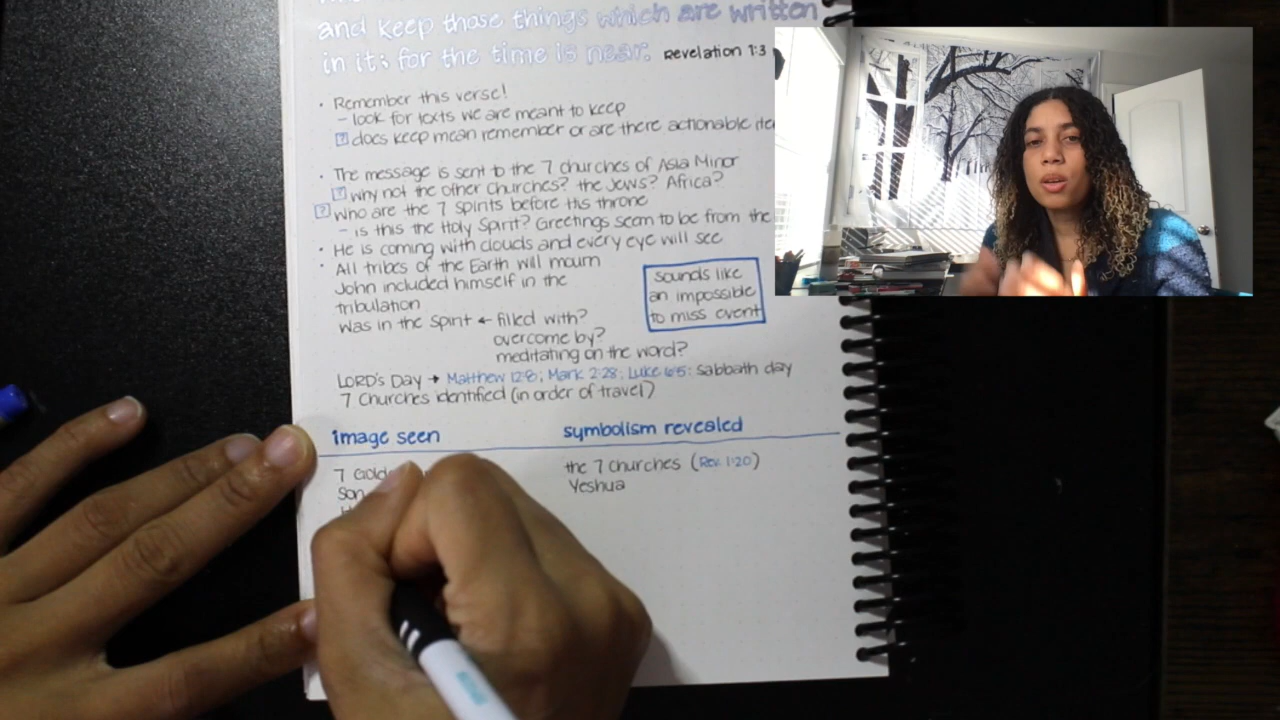 and keep those things which are written
in it; for the time is near. Revelation 1:3
• Remember this verse!
- look for texts we are meant to keep
? does keep mean remember or are there actionable
• The message is sent to the 7 churches of Asia Minor
? why not the other churches? the Jews? Africa?
? who are the 7 spirits before His throne
- is this the Holy Spirit? Greetings seem to be from the
• He is coming with clouds and every eye will see
• All tribes of the Earth will mourn
John included himself in the
tribulation
sounds like
an impossible
to miss event
was in the Spirit ← filled with?
overcome by?
meditating on the word?
LORD's Day → Matthew 12:8; Mark 2:28; Luke 6:5: Sabbath day
7 Churches identified (in order of travel)
image seen symbolism revealed
7 the 7 churches (Rev. 1:20)
Son Yeshua